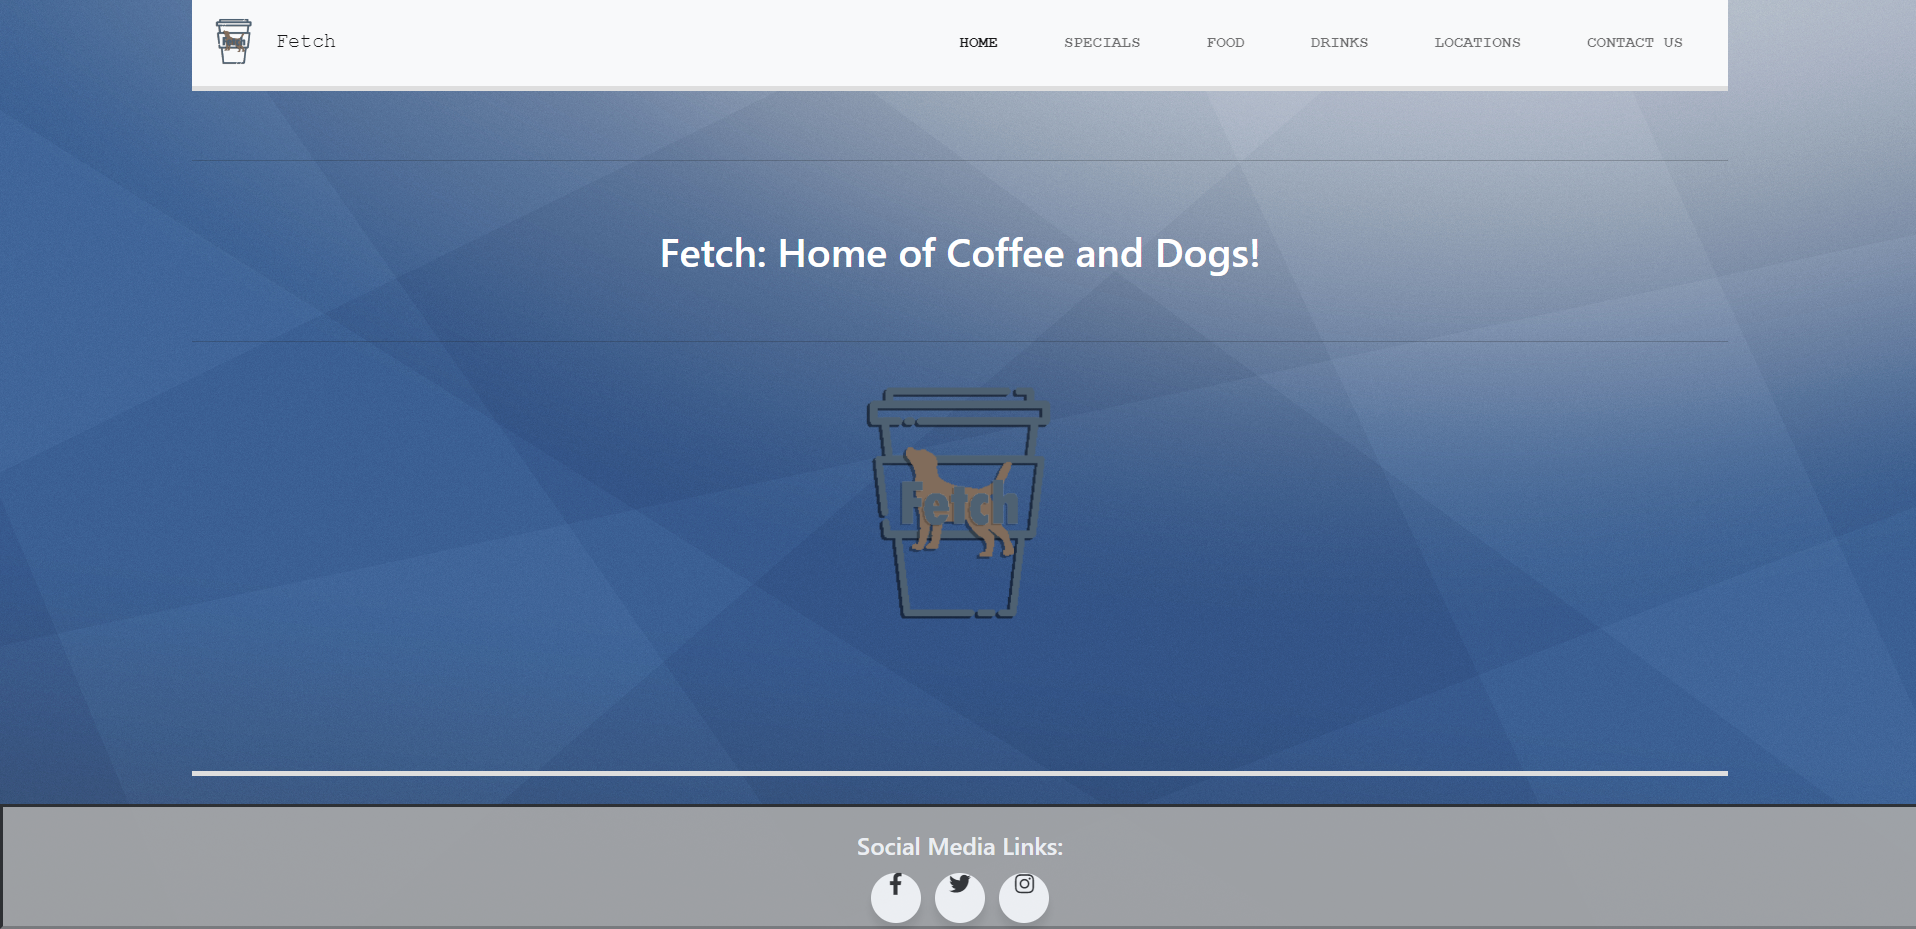 Fetch
HOME SPECIALS FOOD DRINKS LOCATIONS CONTACT US
Fetch: Home of Coffee and Dogs!
Fetch
Social Media Links: